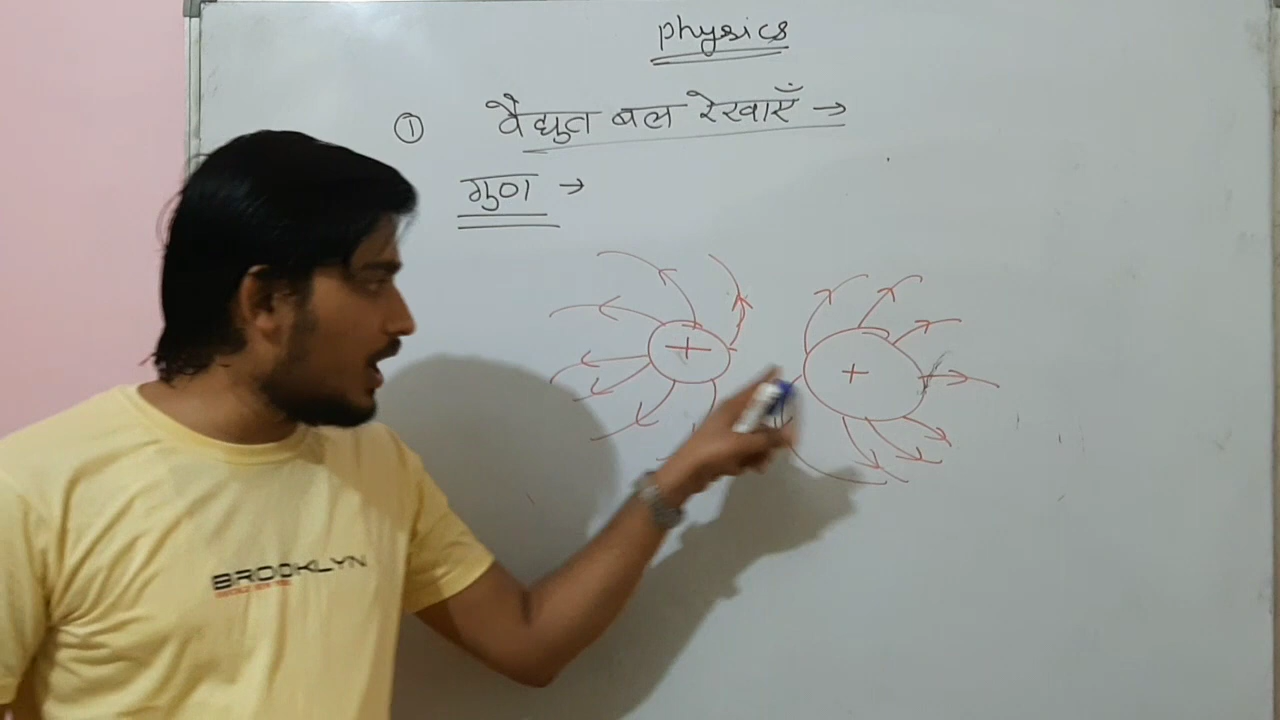 physics
① वैद्युत बल रेखाएँ →
गुण →
+ +
BROOKLYN